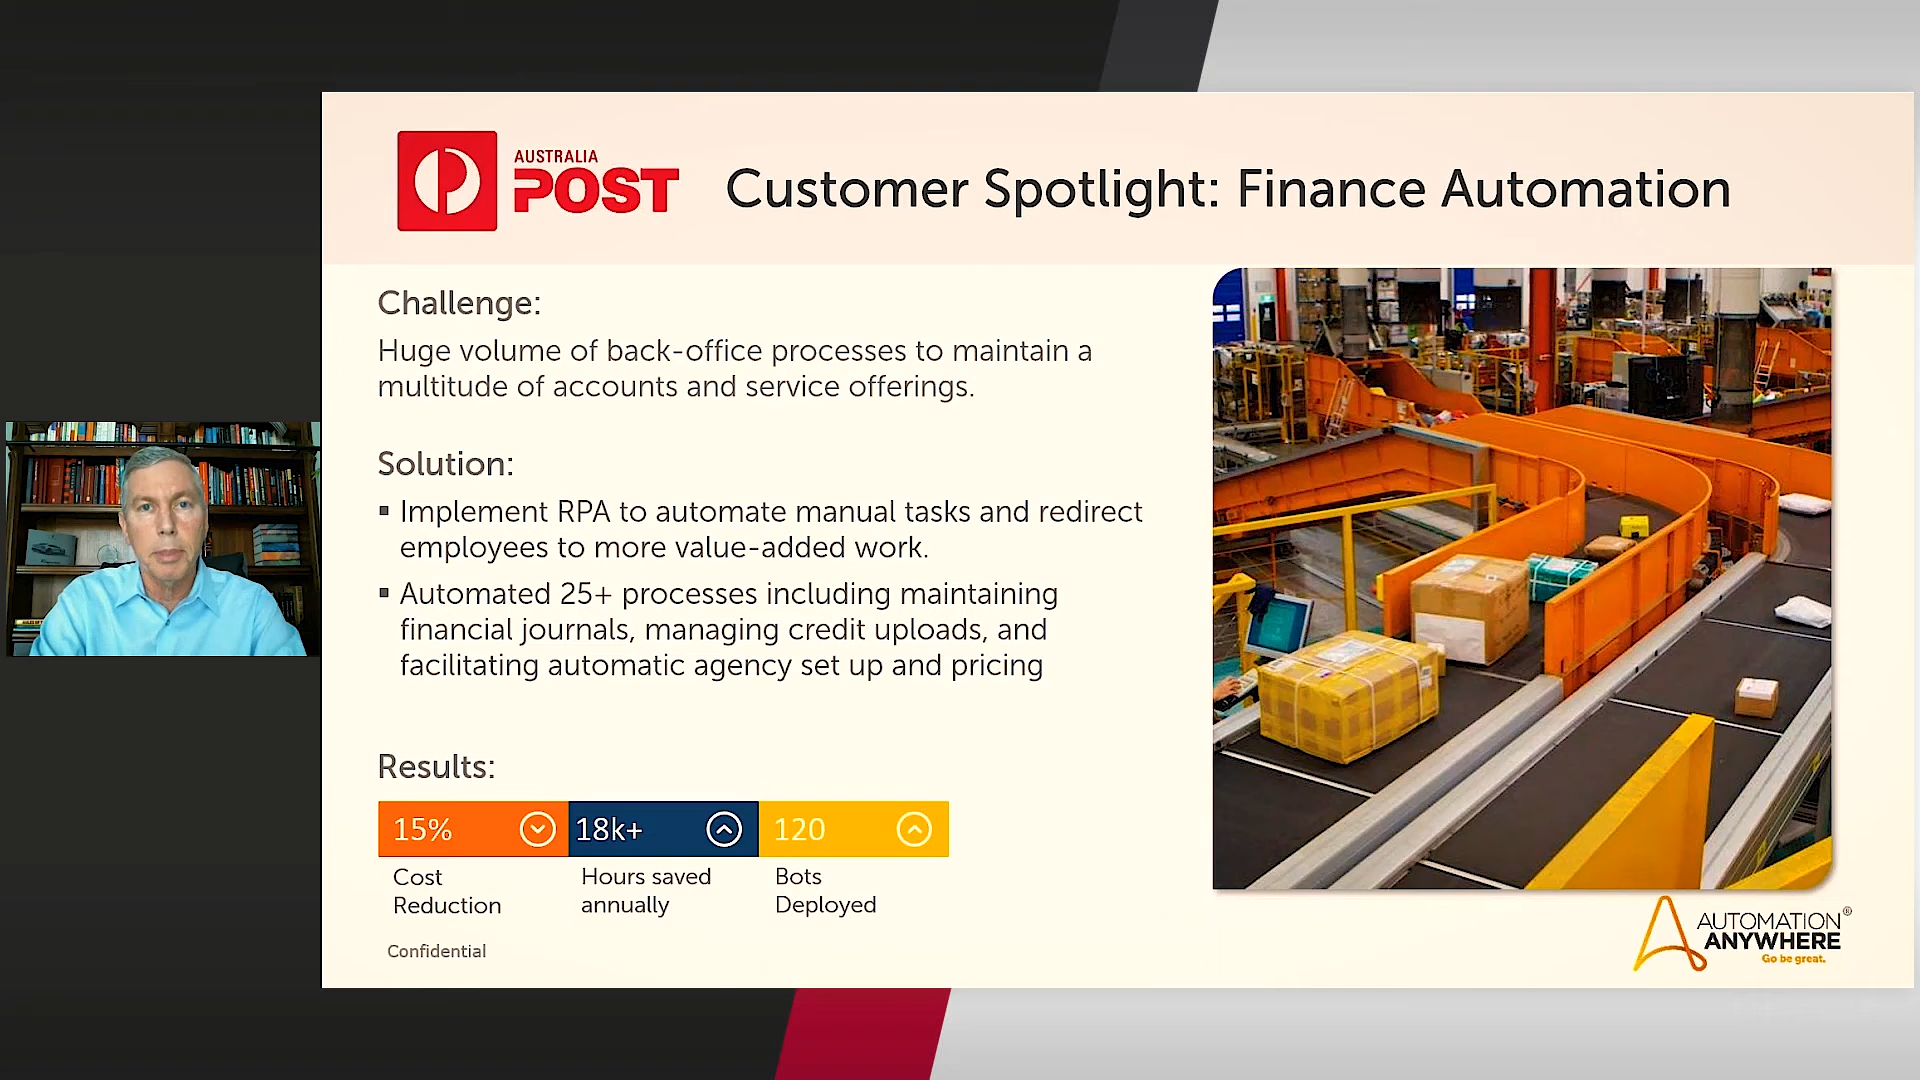 AUSTRALIA
POST
Customer Spotlight: Finance Automation
Challenge:
Huge volume of back-office processes to maintain a
multitude of accounts and service offerings.
Solution:
▪ Implement RPA to automate manual tasks and redirect
employees to more value-added work.
▪ Automated 25+ processes including maintaining
financial journals, managing credit uploads, and
facilitating automatic agency set up and pricing
Results:
15% 18k+ 120
Cost
Reduction
Hours saved
annually
Bots
Deployed
Confidential
AUTOMATION®
ANYWHERE
Go be great.